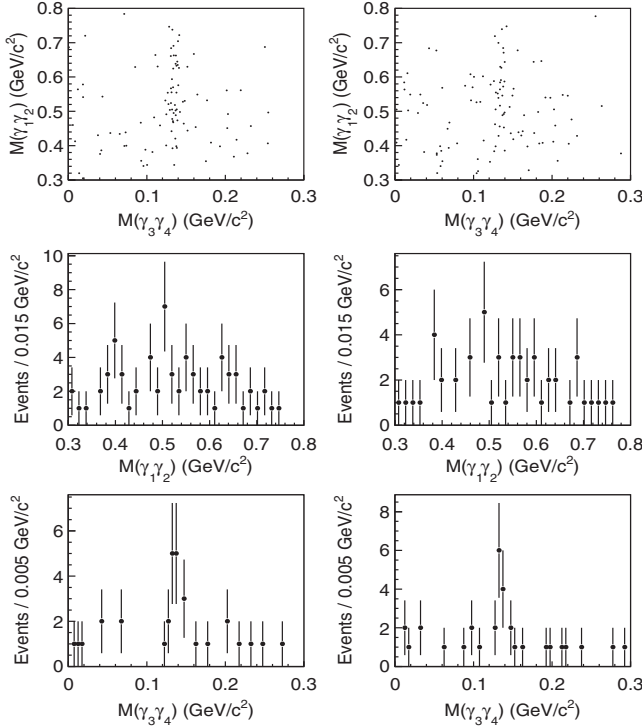 0.8
0.7
0.6
0.5
0.4
0.3
M(γ1γ2) (GeV/c²)
0 0.1 0.2 0.3
M(γ3γ4) (GeV/c²)
0.8
0.7
0.6
0.5
0.4
0.3
M(γ1γ2) (GeV/c²)
0 0.1 0.2 0.3
M(γ3γ4) (GeV/c²)
10
8
6
4
2
0
Events / 0.015 GeV/c²
0.3 0.4 0.5 0.6 0.7 0.8
M(γ1γ2) (GeV/c²)
8
6
4
2
0
Events / 0.015 GeV/c²
0.3 0.4 0.5 0.6 0.7 0.8
M(γ1γ2) (GeV/c²)
6
4
2
0
Events / 0.005 GeV/c²
0 0.1 0.2 0.3
M(γ3γ4) (GeV/c²)
8
6
4
2
0
Events / 0.005 GeV/c²
0 0.1 0.2 0.3
M(γ3γ4) (GeV/c²)